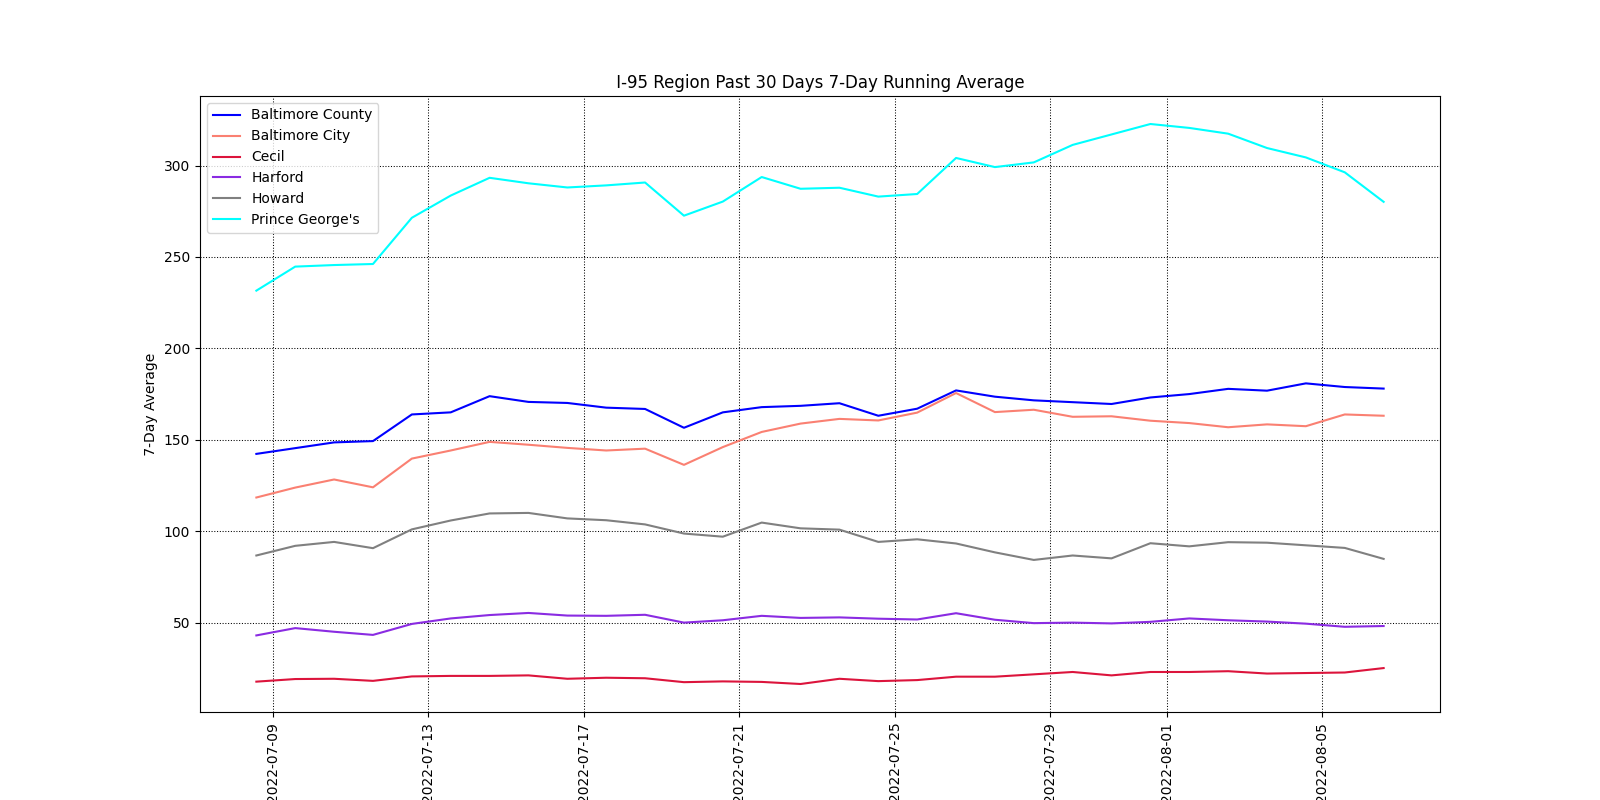 I-95 Region Past 30 Days 7-Day Running Average
Baltimore County
Baltimore City
Cecil
Harford
Howard
Prince George's
7-Day Average
300
250
200
150
100
50
2022-07-09
2022-07-13
2022-07-17
2022-07-21
2022-07-25
2022-07-29
2022-08-01
2022-08-05